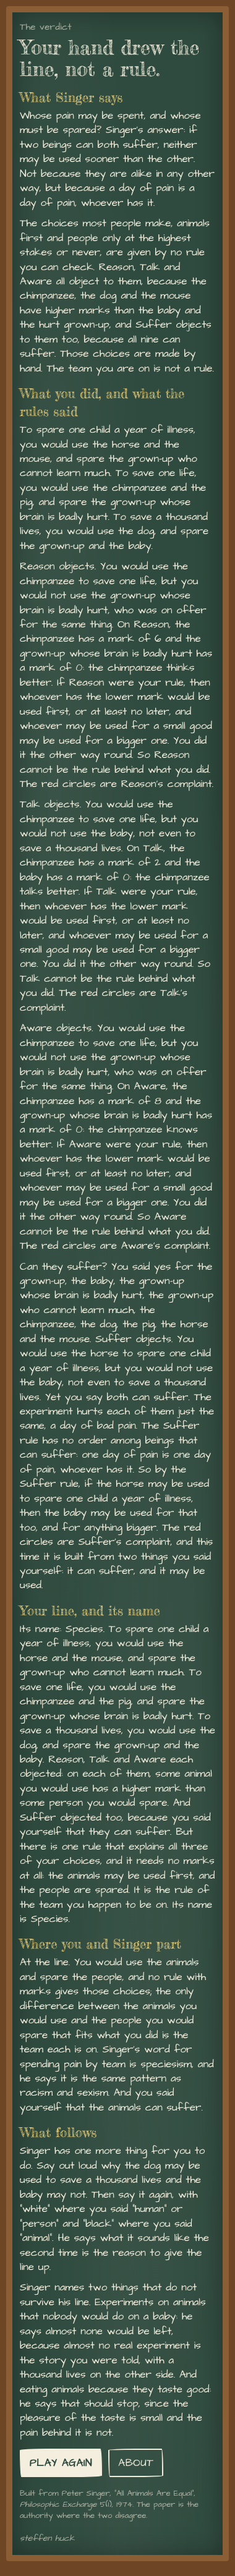 The verdict
Your hand drew the
line, not a rule.
What Singer says
Whose pain may be spent, and whose
must be spared? Singer's answer: if
two beings can both suffer, neither
may be used sooner than the other.
Not because they are alike in any other
way, but because a day of pain is a
day of pain, whoever has it.
The choices most people make, animals
first and people only at the highest
stakes or never, are given by no rule
you can check. Reason, Talk and
Aware all object to them, because the
chimpanzee, the dog and the mouse
have higher marks than the baby and
the hurt grown-up, and Suffer objects
to them too, because all nine can
suffer. Those choices are made by
hand. The team you are on is not a rule.
What you did, and what the
rules said
To spare one child a year of illness,
you would use the horse and the
mouse, and spare the grown-up who
cannot learn much. To save one life,
you would use the chimpanzee and the
pig, and spare the grown-up whose
brain is badly hurt. To save a thousand
lives, you would use the dog, and spare
the grown-up and the baby.
Reason objects. You would use the
chimpanzee to save one life, but you
would not use the grown-up whose
brain is badly hurt, who was on offer
for the same thing. On Reason, the
chimpanzee has a mark of 6 and the
grown-up whose brain is badly hurt has
a mark of 0: the chimpanzee thinks
better. If Reason were your rule, then
whoever has the lower mark would be
used first, or at least no later, and
whoever may be used for a small good
may be used for a bigger one. You did
it the other way round. So Reason
cannot be the rule behind what you did.
The red circles are Reason's complaint.
Talk objects. You would use the
chimpanzee to save one life, but you
would not use the baby, not even to
save a thousand lives. On Talk, the
chimpanzee has a mark of 2 and the
baby has a mark of 0: the chimpanzee
talks better. If Talk were your rule,
then whoever has the lower mark
would be used first, or at least no
later, and whoever may be used for a
small good may be used for a bigger
one. You did it the other way round. So
Talk cannot be the rule behind what
you did. The red circles are Talk's
complaint.
Aware objects. You would use the
chimpanzee to save one life, but you
would not use the grown-up whose
brain is badly hurt, who was on offer
for the same thing. On Aware, the
chimpanzee has a mark of 8 and the
grown-up whose brain is badly hurt has
a mark of 0: the chimpanzee knows
better. If Aware were your rule, then
whoever has the lower mark would be
used first, or at least no later, and
whoever may be used for a small good
may be used for a bigger one. You did
it the other way round. So Aware
cannot be the rule behind what you did.
The red circles are Aware's complaint.
Can they suffer? You said yes for the
grown-up, the baby, the grown-up
whose brain is badly hurt, the grown-up
who cannot learn much, the
chimpanzee, the dog, the pig, the horse
and the mouse. Suffer objects. You
would use the horse to spare one child
a year of illness, but you would not use
the baby, not even to save a thousand
lives. Yet you say both can suffer. The
experiment hurts each of them just the
same, a day of bad pain. The Suffer
rule has no order among beings that
can suffer: one day of pain is one day
of pain, whoever has it. So by the
Suffer rule, if the horse may be used
to spare one child a year of illness,
then the baby may be used for that
too, and for anything bigger. The red
circles are Suffer's complaint, and this
time it is built from two things you said
yourself: it can suffer, and it may be
used.
Your line, and its name
Its name: Species. To spare one child a
year of illness, you would use the
horse and the mouse, and spare the
grown-up who cannot learn much. To
save one life, you would use the
chimpanzee and the pig, and spare the
grown-up whose brain is badly hurt. To
save a thousand lives, you would use the
dog, and spare the grown-up and the
baby. Reason, Talk and Aware each
objected: on each of them, some animal
you would use has a higher mark than
some person you would spare. And
Suffer objected too, because you said
yourself that they can suffer. But
there is one rule that explains all three
of your choices, and it needs no marks
at all: the animals may be used first, and
the people are spared. It is the rule of
the team you happen to be on. Its name
is Species.
Where you and Singer part
At the line. You would use the animals
and spare the people, and no rule with
marks gives those choices; the only
difference between the animals you
would use and the people you would
spare that fits what you did is the
team each is on. Singer's word for
spending pain by team is speciesism, and
he says it is the same pattern as
racism and sexism. And you said
yourself that the animals can suffer.
What follows
Singer has one more thing for you to
do. Say out loud why the dog may be
used to save a thousand lives and the
baby may not. Then say it again, with
"white" where you said "human" or
"person" and "black" where you said
"animal". He says what it sounds like the
second time is the reason to give the
line up.
Singer names two things that do not
survive his line. Experiments on animals
that nobody would do on a baby: he
says almost none would be left,
because almost no real experiment is
the story you were told, with a
thousand lives on the other side. And
eating animals because they taste good:
he says that should stop, since the
pleasure of the taste is small and the
pain behind it is not.
PLAY AGAIN
ABOUT
Built from Peter Singer, "All Animals Are Equal",
Philosophic Exchange 5(1), 1974. The paper is the
authority where the two disagree.
steffen huck